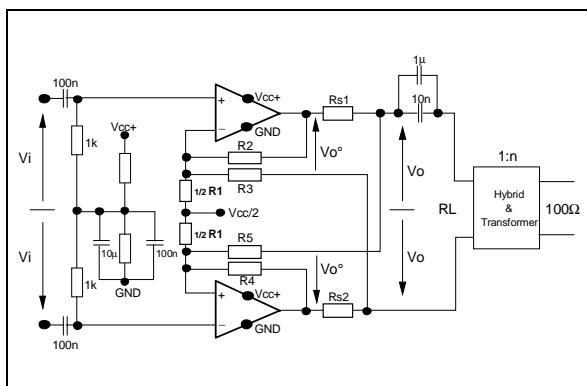 100n
Vcc+
1k
Vi
Vi
10µ
100n
1k
GND
100n
+
Vcc+
GND
−
R2
R3
1/2 R1
Vcc/2
1/2 R1
R5
R4
+
Vcc+
GND
−
Rs1
Vo°
Vo°
Rs2
1µ
10n
Vo
Vo
RL
1:n
Hybrid
&
Transformer
100Ω